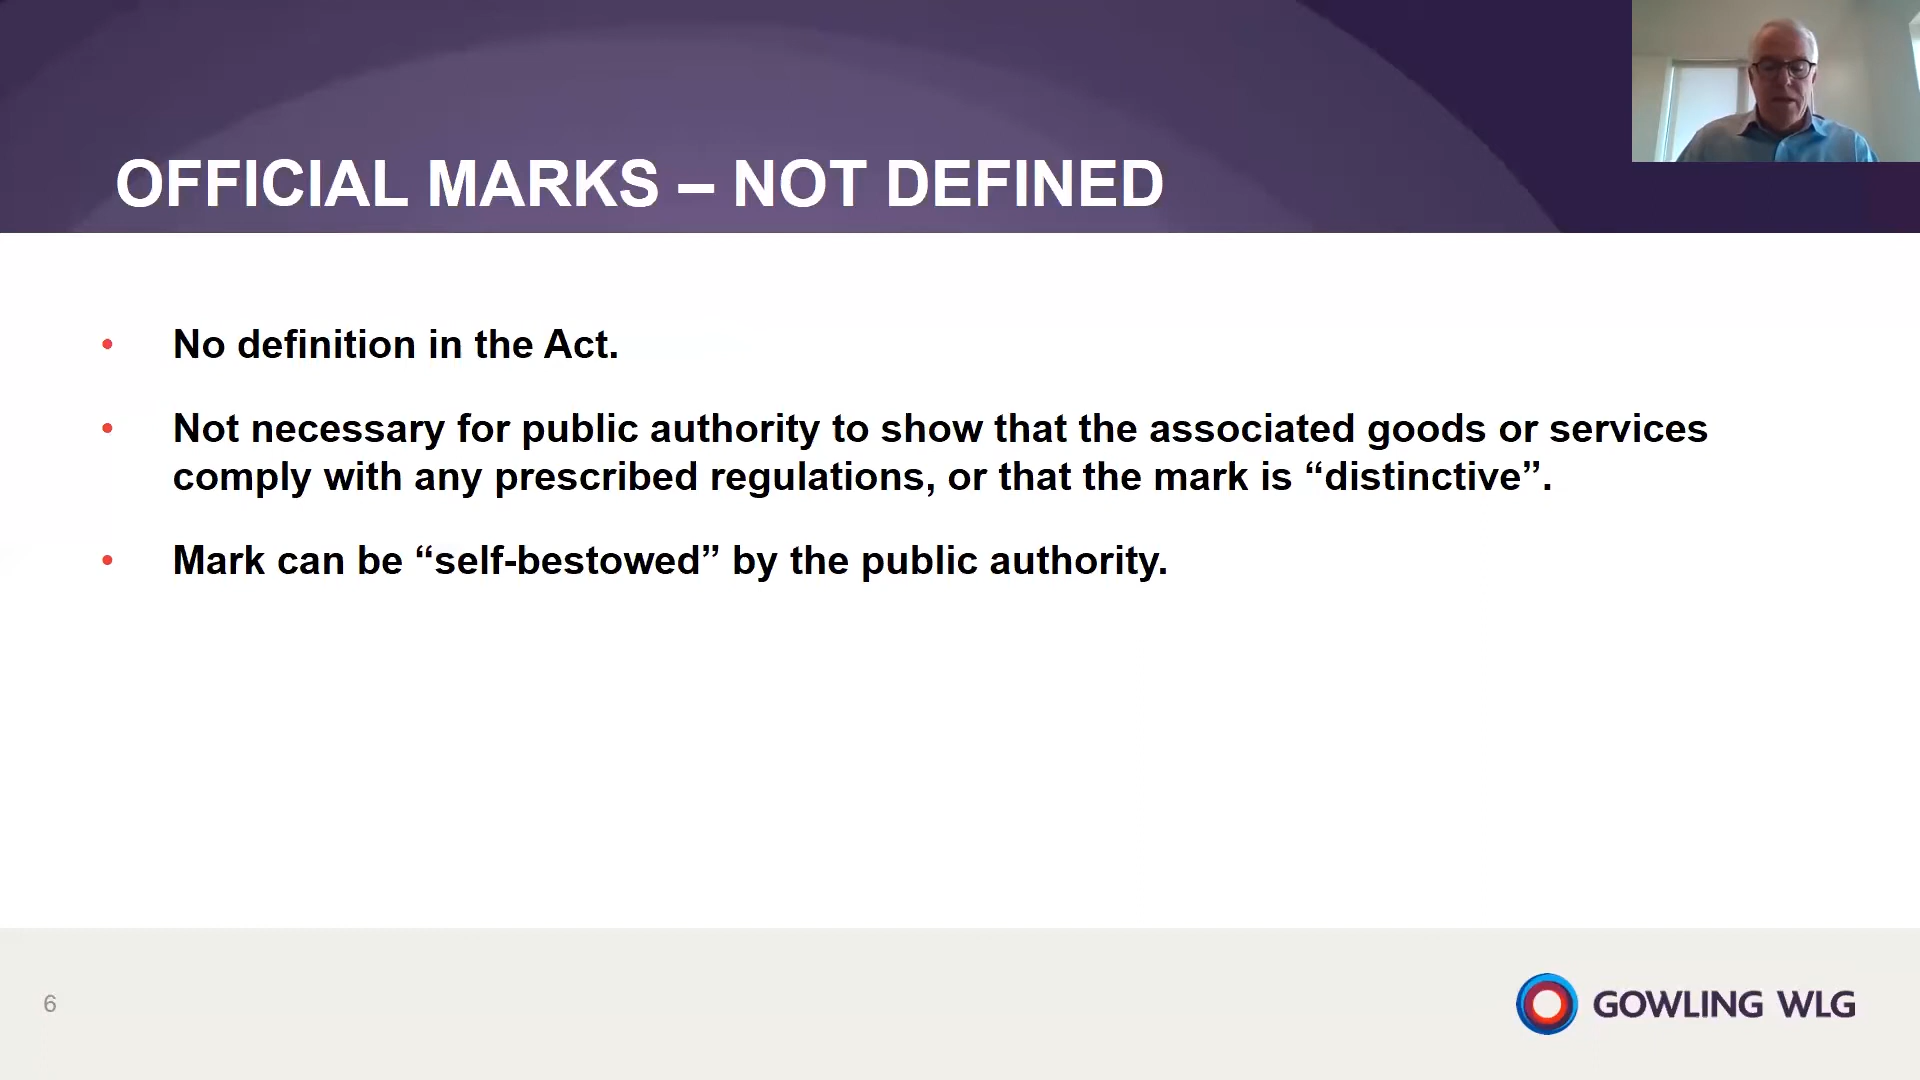 OFFICIAL MARKS – NOT DEFINED
• No definition in the Act.
• Not necessary for public authority to show that the associated goods or services
comply with any prescribed regulations, or that the mark is “distinctive”.
• Mark can be “self-bestowed” by the public authority.
6
GOWLING WLG